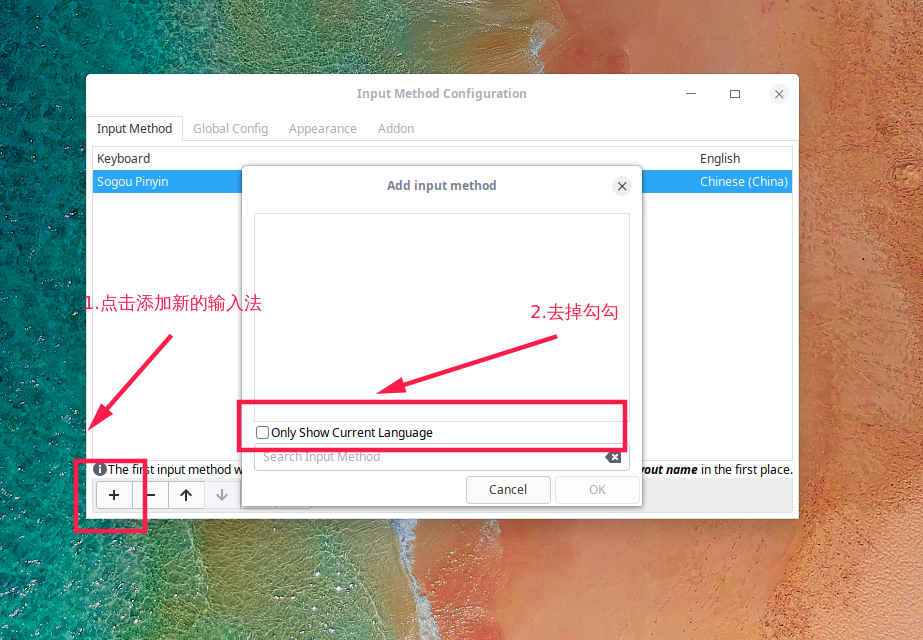 Input Method Configuration
Input Method Global Config Appearance Addon
Keyboard English
Sogou Pinyin Chinese (China)
Add input method
1.点击添加新的输入法
2.去掉勾勾
Only Show Current Language
Search Input Method
The first input method w
out name in the first place.
Cancel OK